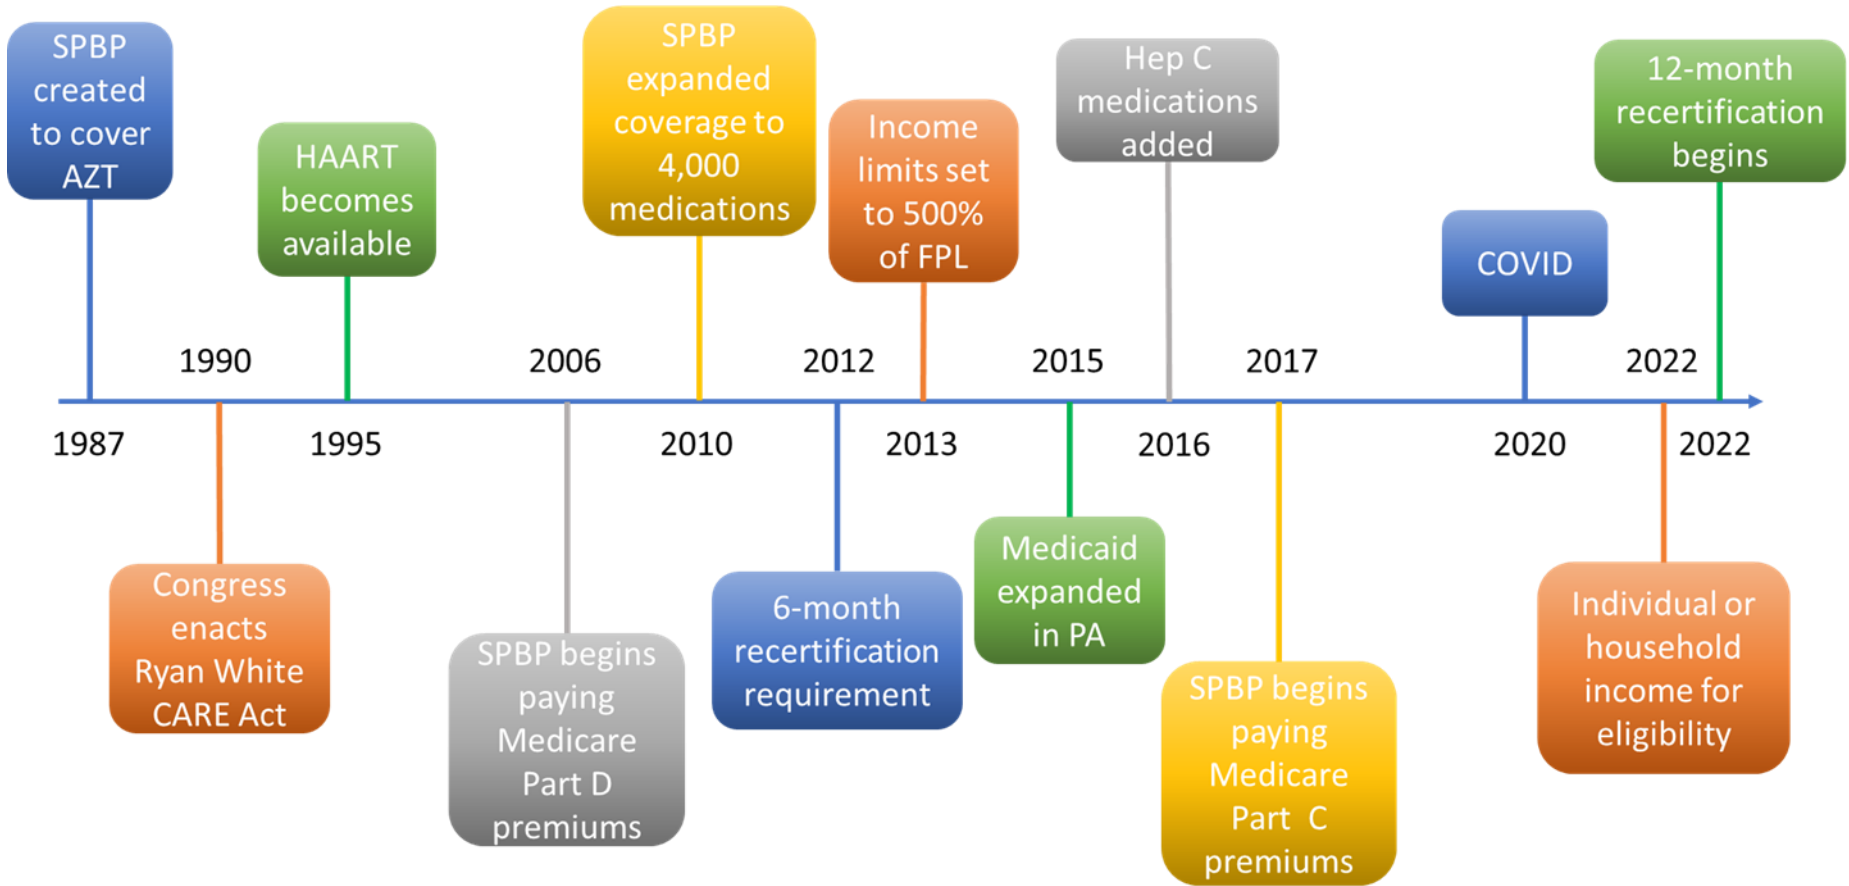 SPBP
created
to cover
AZT
HAART
becomes
available
SPBP
expanded
coverage to
4,000
medications
Income
limits set
to 500%
of FPL
Hep C
medications
added
COVID
12-month
recertification
begins
1990
2006
2012
2015
2017
2022
1987
1995
2010
2013
2016
2020
2022
Congress
enacts
Ryan White
CARE Act
SPBP begins
paying
Medicare
Part D
premiums
6-month
recertification
requirement
Medicaid
expanded
in PA
SPBP begins
paying
Medicare
Part C
premiums
Individual or
household
income for
eligibility